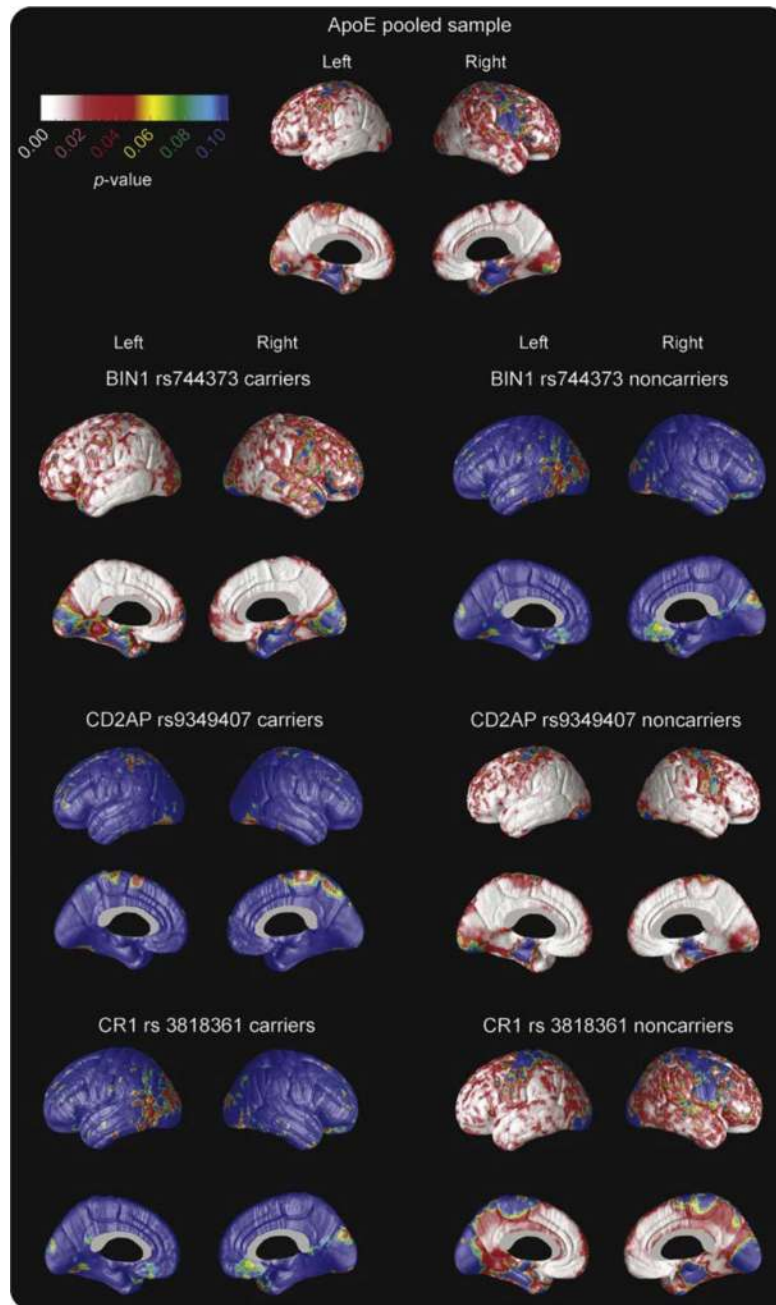 ApoE pooled sample
Left
Right
0.00
0.02
0.04
0.06
0.08
0.10
p-value
Left
Right
Left
Right
BIN1 rs744373 carriers
BIN1 rs744373 noncarriers
CD2AP rs9349407 carriers
CD2AP rs9349407 noncarriers
CR1 rs 3818361 carriers
CR1 rs 3818361 noncarriers